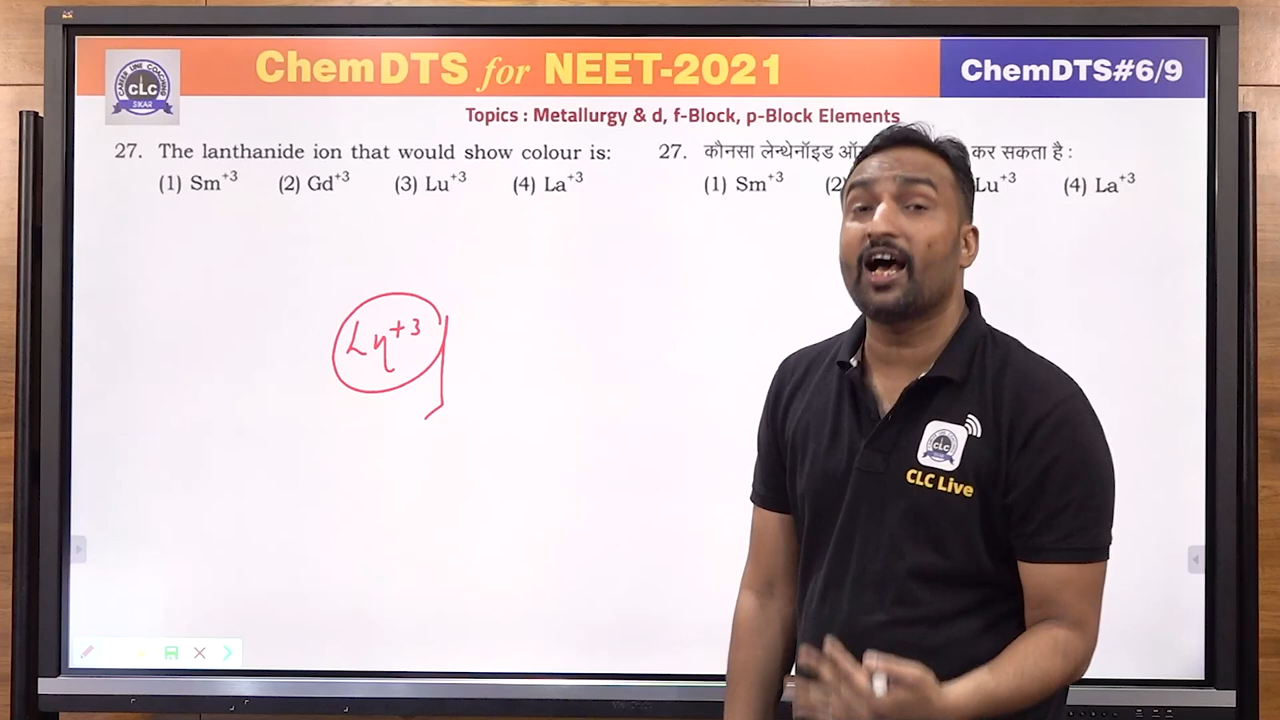 ChemDTS for NEET-2021
ChemDTS#6/9
CAREER LINE COACHING
CLC
SIKAR
Topics : Metallurgy & d, f-Block, p-Block Elements
27. The lanthanide ion that would show colour is:
(1) Sm+3 (2) Gd+3 (3) Lu+3 (4) La+3
27. कौनसा लेन्थेनॉइड कर सकता है :
(1) Sm+3 (2) Lu+3 (4) La+3
Ln+3
CLC
CLC Live